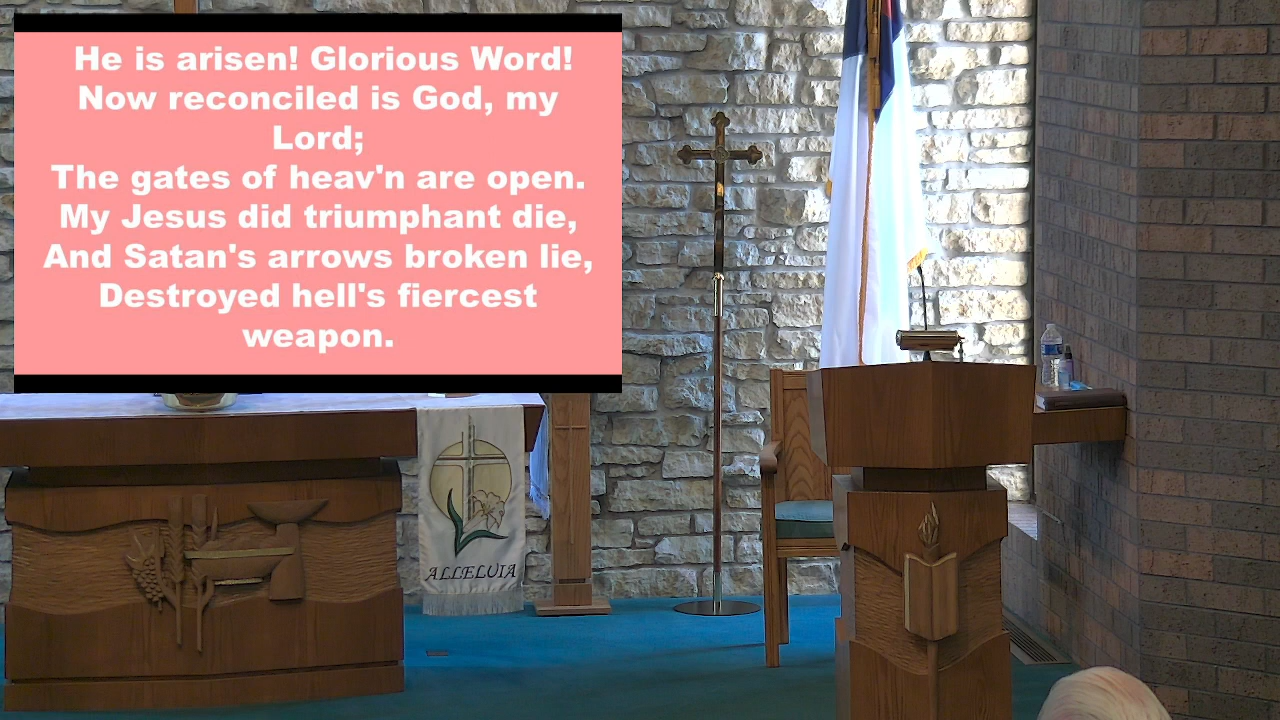 He is arisen! Glorious Word!
Now reconciled is God, my
Lord;
The gates of heav'n are open.
My Jesus did triumphant die,
And Satan's arrows broken lie,
Destroyed hell's fiercest
weapon.
ALLELUIA